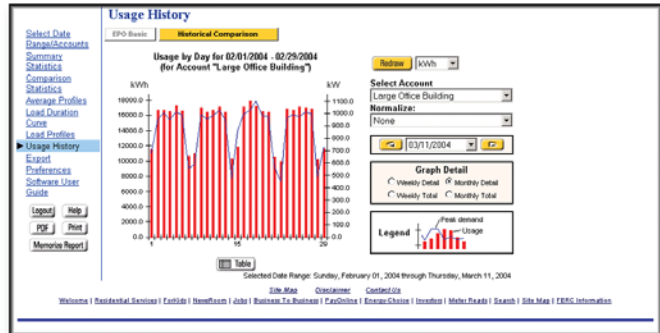 Usage History
EPO Basic
Historical Comparison
Select Date
Range/Accounts
Summary
Statistics
Comparison
Statistics
Average Profiles
Load Duration
Curve
Load Profiles
Usage History
Export
Preferences
Software User
Guide
Logout Help
PDF Print
Memorize Report
Usage by Day for 02/01/2004 - 02/29/2004
(for Account "Large Office Building")
kWh kW
18000.0
16000.0
14000.0
12000.0
10000.0
8000.0
6000.0
4000.0
2000.0
0.0
1100.0
1000.0
900.0
800.0
700.0
600.0
500.0
400.0
300.0
200.0
100.0
0.0
1 15 29
Table
Redraw kWh
Select Account
Large Office Building
Normalize:
None
03/11/2004
Graph Detail
Weekly Detail Monthly Detail
Weekly Total Monthly Total
Legend
Peak demand
Usage
Selected Date Range: Sunday, February 01, 2004 through Thursday, March 11, 2004
Site Map Disclaimer Contact Us
Welcome | Residential Services | ForKids | NewsRoom | Jobs | Business To Business | PayOnline | Energy Choice | Investors | Meter Reads | Search | Site Map | FERC Information